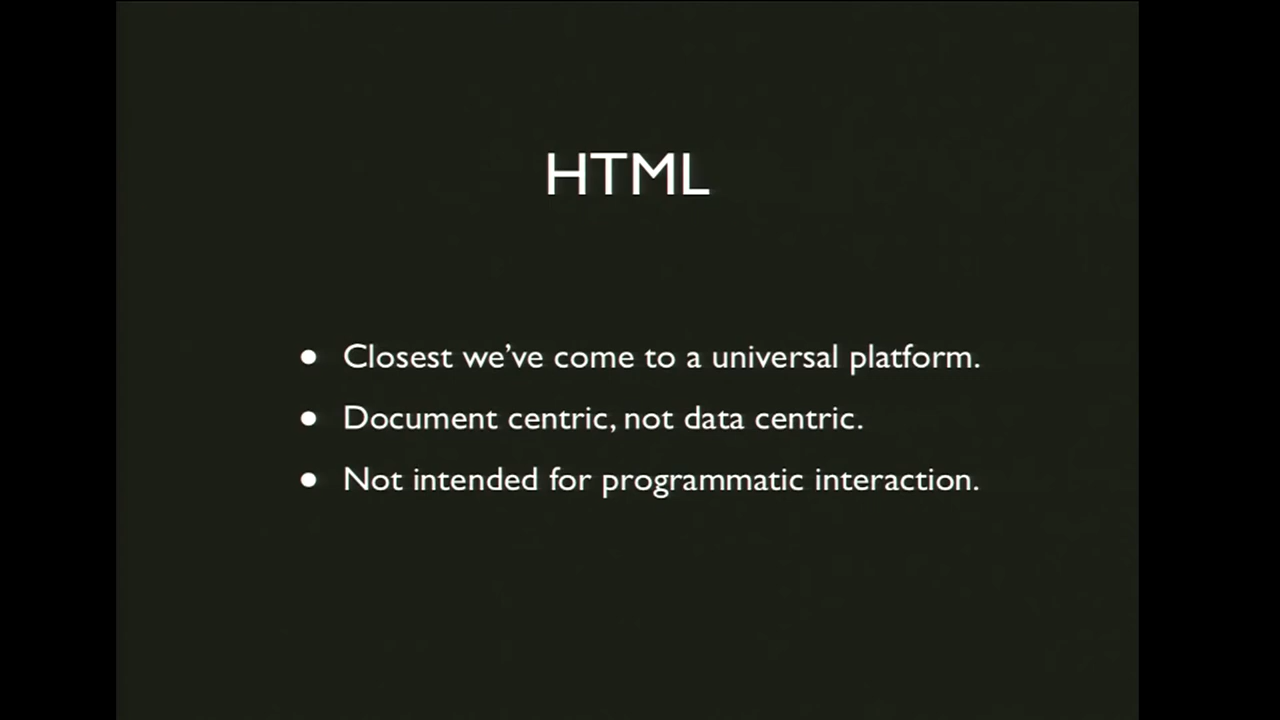 HTML
● Closest we’ve come to a universal platform.
● Document centric, not data centric.
● Not intended for programmatic interaction.